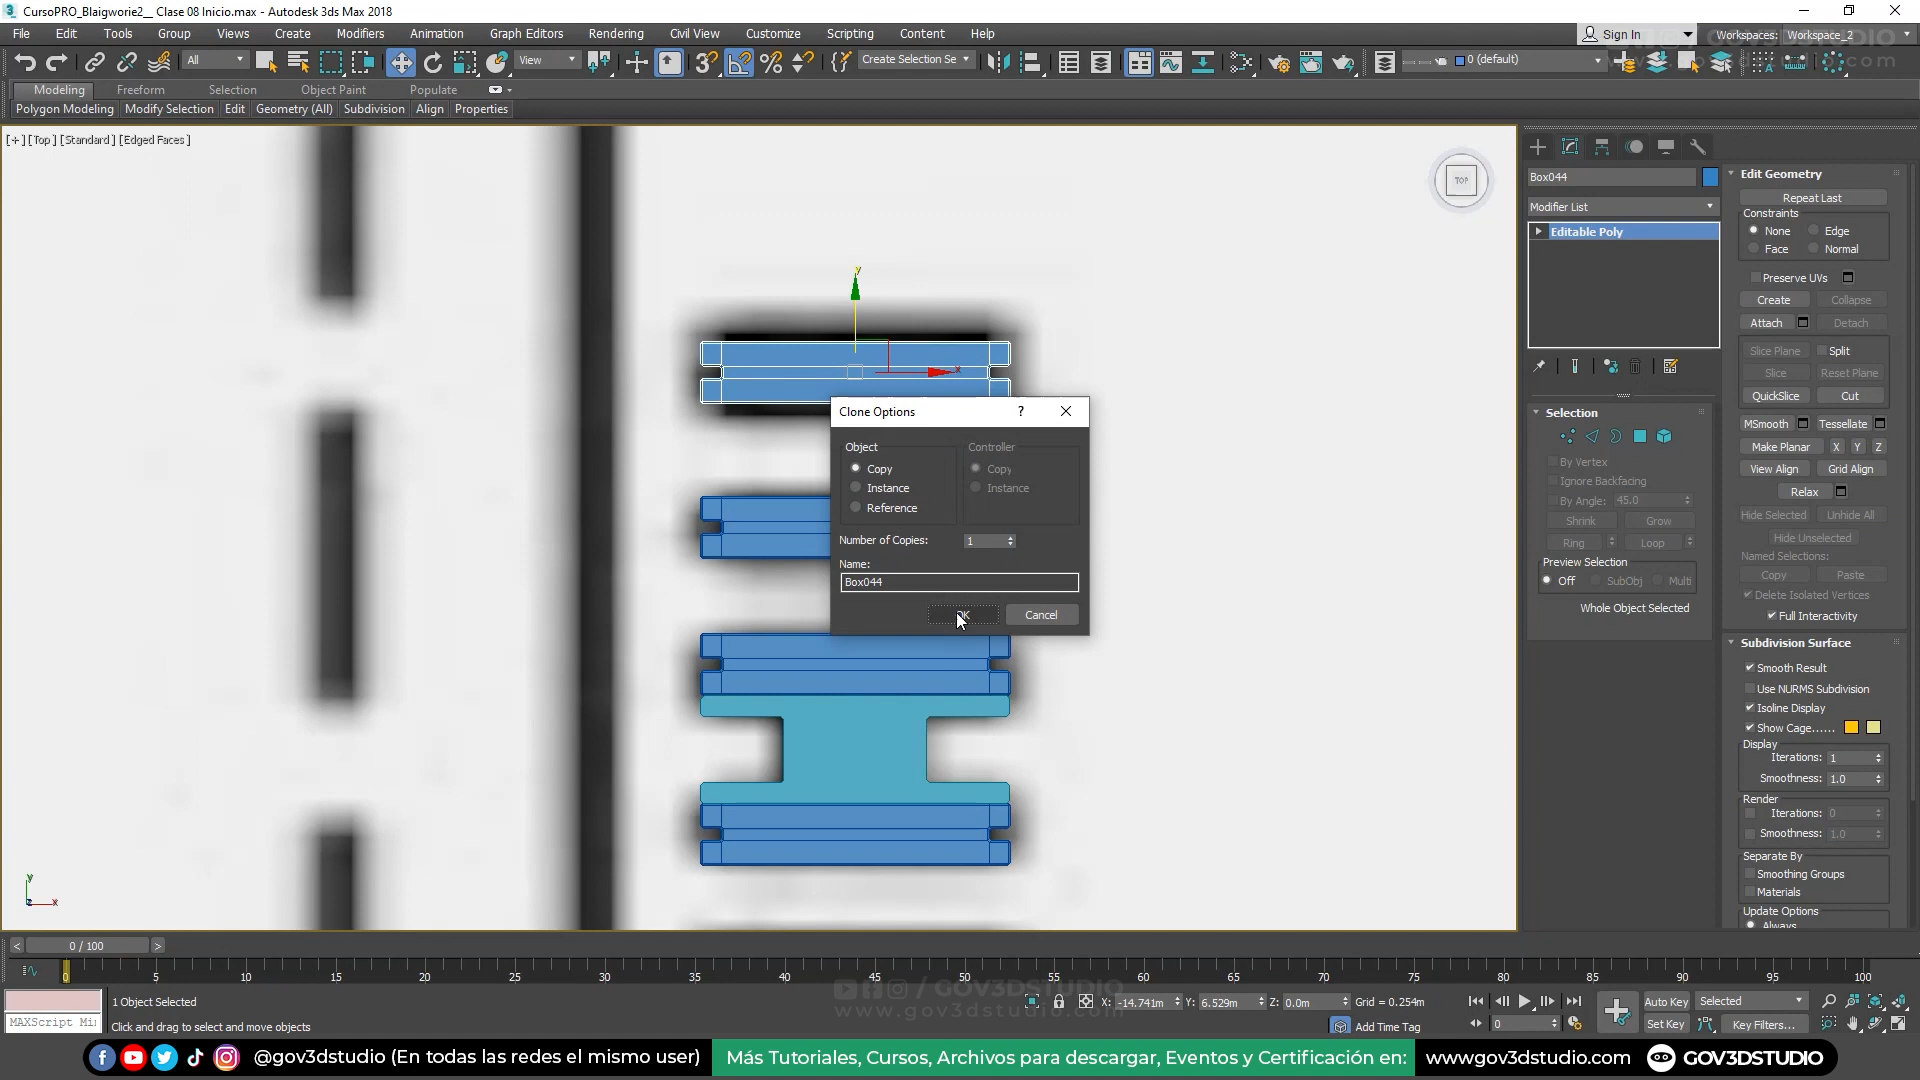 CursoPRO_Blaigworie2__ Clase 08 Inicio.max - Autodesk 3ds Max 2018
File Edit Tools Group Views Create Modifiers Animation Graph Editors Rendering Civil View Customize Scripting Content Help
Sign In Workspaces: Workspace_2
All View Create Selection Se 0 (default)
Modeling Freeform Selection Object Paint Populate
Polygon Modeling Modify Selection Edit Geometry (All) Subdivision Align Properties
[+] [Top] [Standard] [Edged Faces]
TOP
y
x
Clone Options ? 
Object Controller
Copy Copy
Instance Instance
Reference
Number of Copies: 1
Name:
Box044
OK Cancel
y
z x
Box044
Modifier List
Editable Poly
Selection
By Vertex
Ignore Backfacing
By Angle: 45.0
Shrink Grow
Ring Loop
Preview Selection
Off SubObj Multi
Whole Object Selected
Edit Geometry
Repeat Last
Constraints
None Edge
Face Normal
Preserve UVs
Create Collapse
Attach Detach
Slice Plane Split
Slice Reset Plane
QuickSlice Cut
MSmooth Tessellate
Make Planar X Y Z
View Align Grid Align
Relax
Hide Selected Unhide All
Hide Unselected
Named Selections:
Copy Paste
Delete Isolated Vertices
Full Interactivity
Subdivision Surface
Smooth Result
Use NURMS Subdivision
Isoline Display
Show Cage......
Display
Iterations: 1
Smoothness: 1.0
Render
Iterations: 0
Smoothness: 1.0
Separate By
Smoothing Groups
Materials
Update Options
Always
< 0 / 100 >
0 5 10 15 20 25 30 35 40 45 50 55 60 65 70 75 80 85 90 95 100
/ GOV3DSTUDIO
www.gov3dstudio.com
1 Object Selected X: -14.741m Y: 6.529m Z: 0.0m Grid = 0.254m Auto Key Selected
MAXScript Mi Click and drag to select and move objects Add Time Tag 0 Set Key Key Filters...
@gov3dstudio (En todas las redes el mismo user) Más Tutoriales, Cursos, Archivos para descargar, Eventos y Certificación en: www.gov3dstudio.com GOV3DSTUDIO